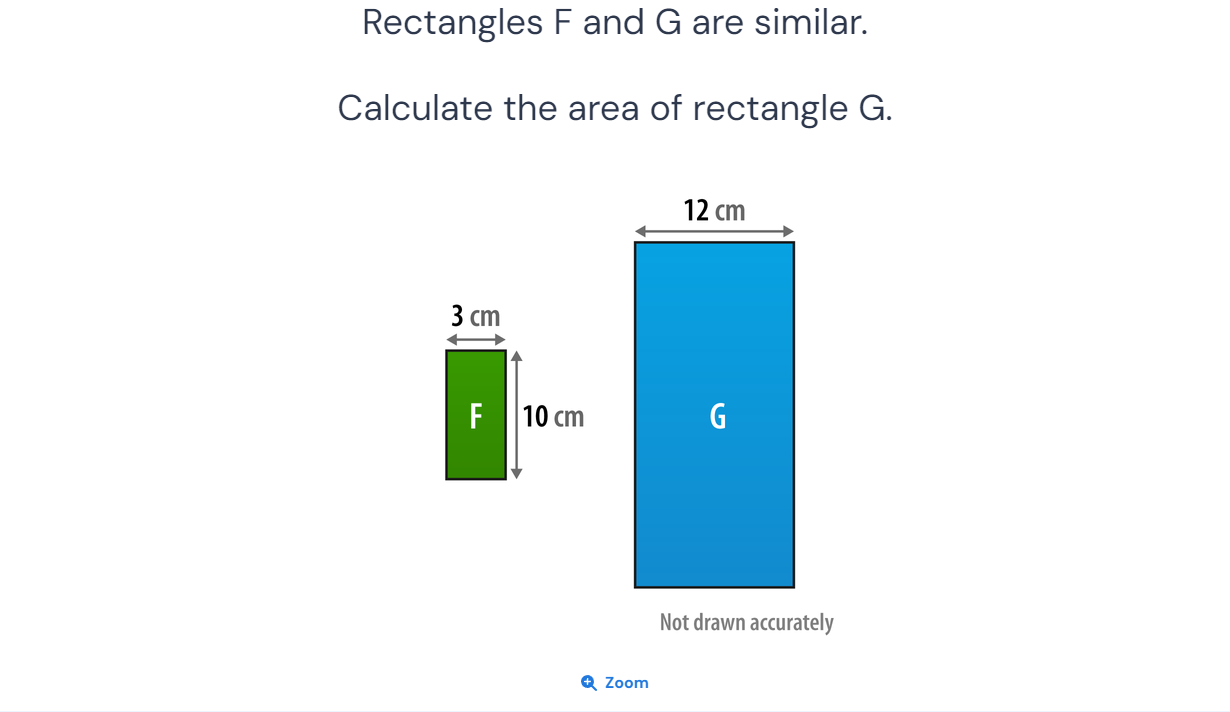 Rectangles F and G are similar.
Calculate the area of rectangle G.
12 cm
3 cm
F
10 cm
G
Not drawn accurately
Zoom